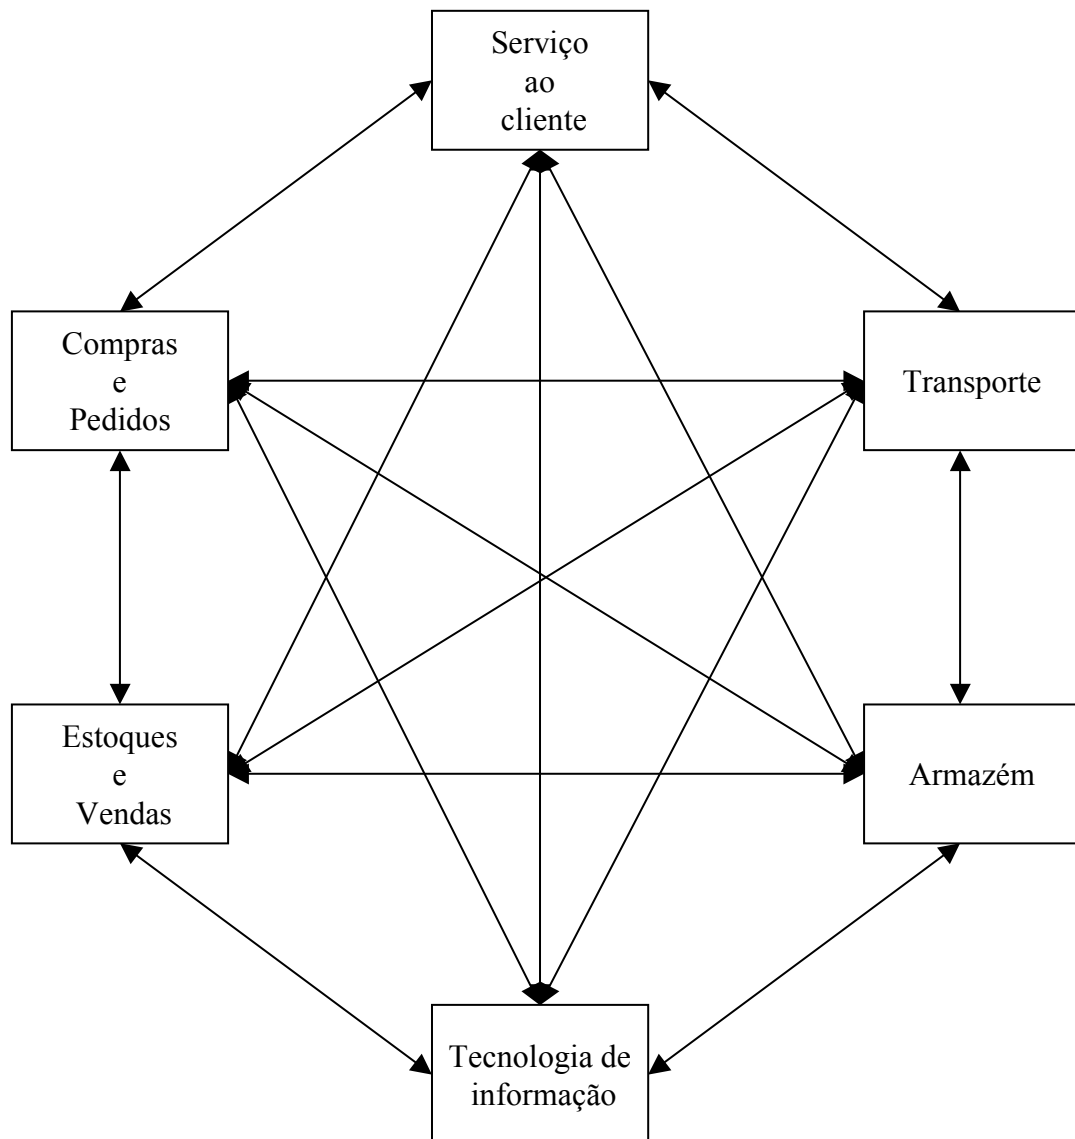 Serviço
ao
cliente
Compras
e
Pedidos
Transporte
Estoques
e
Vendas
Armazém
Tecnologia de
informação